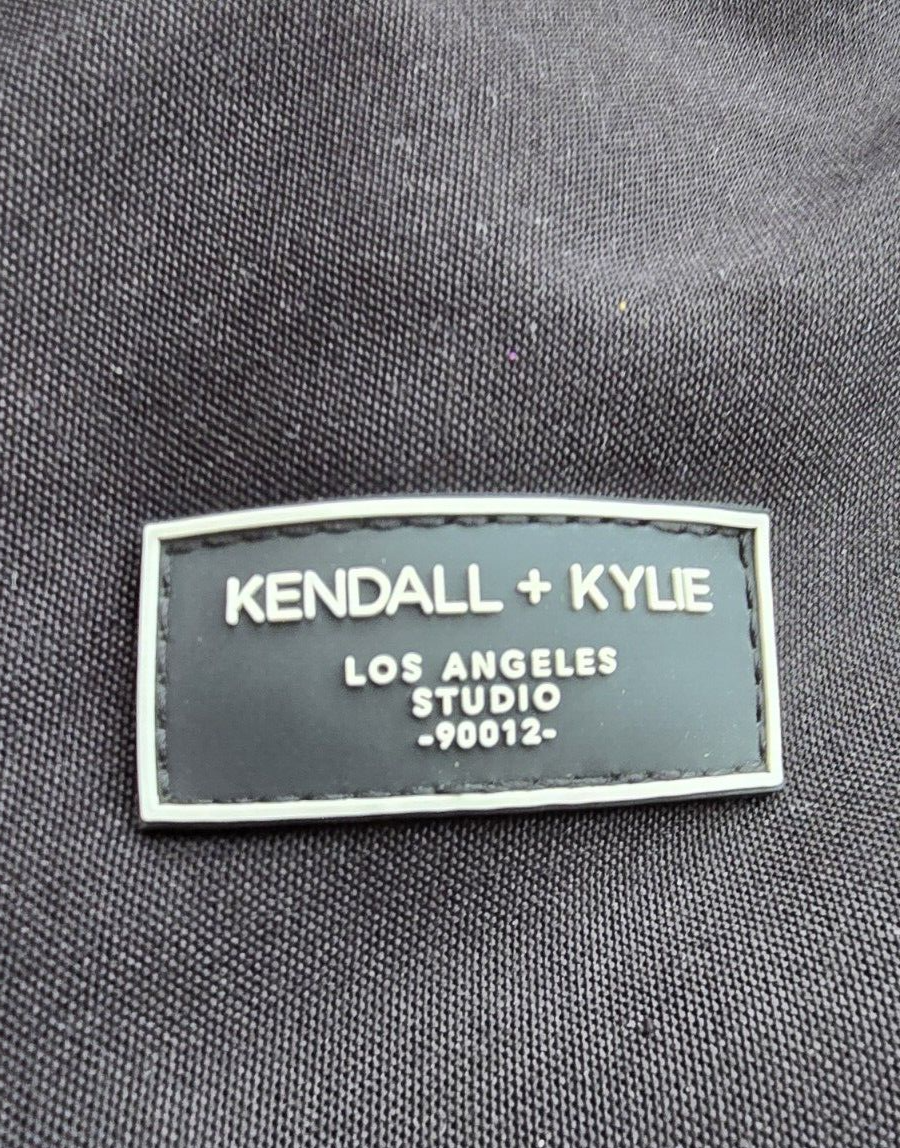 KENDALL + KYLIE
LOS ANGELES
STUDIO
-90012-